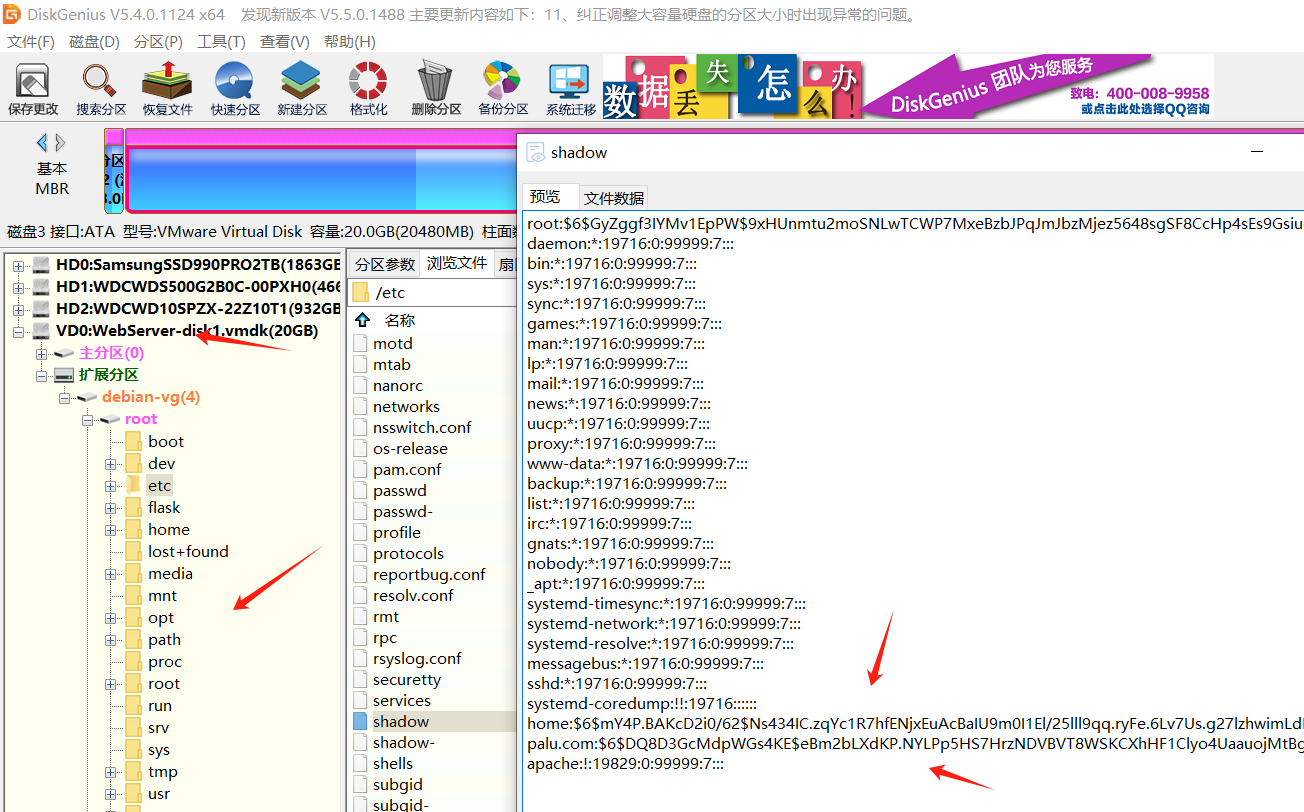 DiskGenius V5.4.0.1124 x64 发现新版本 V5.5.0.1488 主要更新内容如下：11、纠正调整大容量硬盘的分区大小时出现异常的问题。
文件(F) 磁盘(D) 分区(P) 工具(T) 查看(V) 帮助(H)
保存更改 搜索分区 恢复文件 快速分区 新建分区 格式化 删除分区 备份分区 系统迁移
数据丢失怎么办!
DiskGenius 团队为您服务
致电：400-008-9958
或点击此处选择QQ咨询
基本
MBR
磁盘3 接口:ATA 型号:VMware Virtual Disk 容量:20.0GB(20480MB) 柱面数
HD0:SamsungSSD990PRO2TB(1863GB
HD1:WDCWDS500G2B0C-00PXH0(466
HD2:WDCWD10SPZX-22Z10T1(932GB
VD0:WebServer-disk1.vmdk(20GB)
主分区(0)
扩展分区
debian-vg(4)
root
boot
dev
etc
flask
home
lost+found
media
mnt
opt
path
proc
root
run
srv
sys
tmp
usr
分区参数 浏览文件
/etc
名称
motd
mtab
nanorc
networks
nsswitch.conf
os-release
pam.conf
passwd
passwd-
profile
protocols
reportbug.conf
resolv.conf
rmt
rpc
rsyslog.conf
securetty
services
shadow
shadow-
shells
subgid
subgid-
shadow
预览 文件数据
root:$6$GyZggf3lYMv1EpPW$9xHUnmtu2moSNLwTCWP7MxeBzbJPqJmJbzMjez5648sgSF8CcHp4sEs9Gsiu
daemon:*:19716:0:99999:7:::
bin:*:19716:0:99999:7:::
sys:*:19716:0:99999:7:::
sync:*:19716:0:99999:7:::
games:*:19716:0:99999:7:::
man:*:19716:0:99999:7:::
lp:*:19716:0:99999:7:::
mail:*:19716:0:99999:7:::
news:*:19716:0:99999:7:::
uucp:*:19716:0:99999:7:::
proxy:*:19716:0:99999:7:::
www-data:*:19716:0:99999:7:::
backup:*:19716:0:99999:7:::
list:*:19716:0:99999:7:::
irc:*:19716:0:99999:7:::
gnats:*:19716:0:99999:7:::
nobody:*:19716:0:99999:7:::
_apt:*:19716:0:99999:7:::
systemd-timesync:*:19716:0:99999:7:::
systemd-network:*:19716:0:99999:7:::
systemd-resolve:*:19716:0:99999:7:::
messagebus:*:19716:0:99999:7:::
sshd:*:19716:0:99999:7:::
systemd-coredump:!!:19716::::::
home:$6$mY4P.BAKcD2i0/62$Ns434IC.zqYc1R7hfENjxEuAcBaIU9m0I1El/25lll9qq.ryFe.6Lv7Us.g27lzhwimLdI
palu.com:$6$DQ8D3GcMdpWGs4KE$eBm2bLXdKP.NYLPp5HS7HrzNDVBVT8WSKCXhHF1Clyo4UaauojMtBg
apache:!:19829:0:99999:7:::